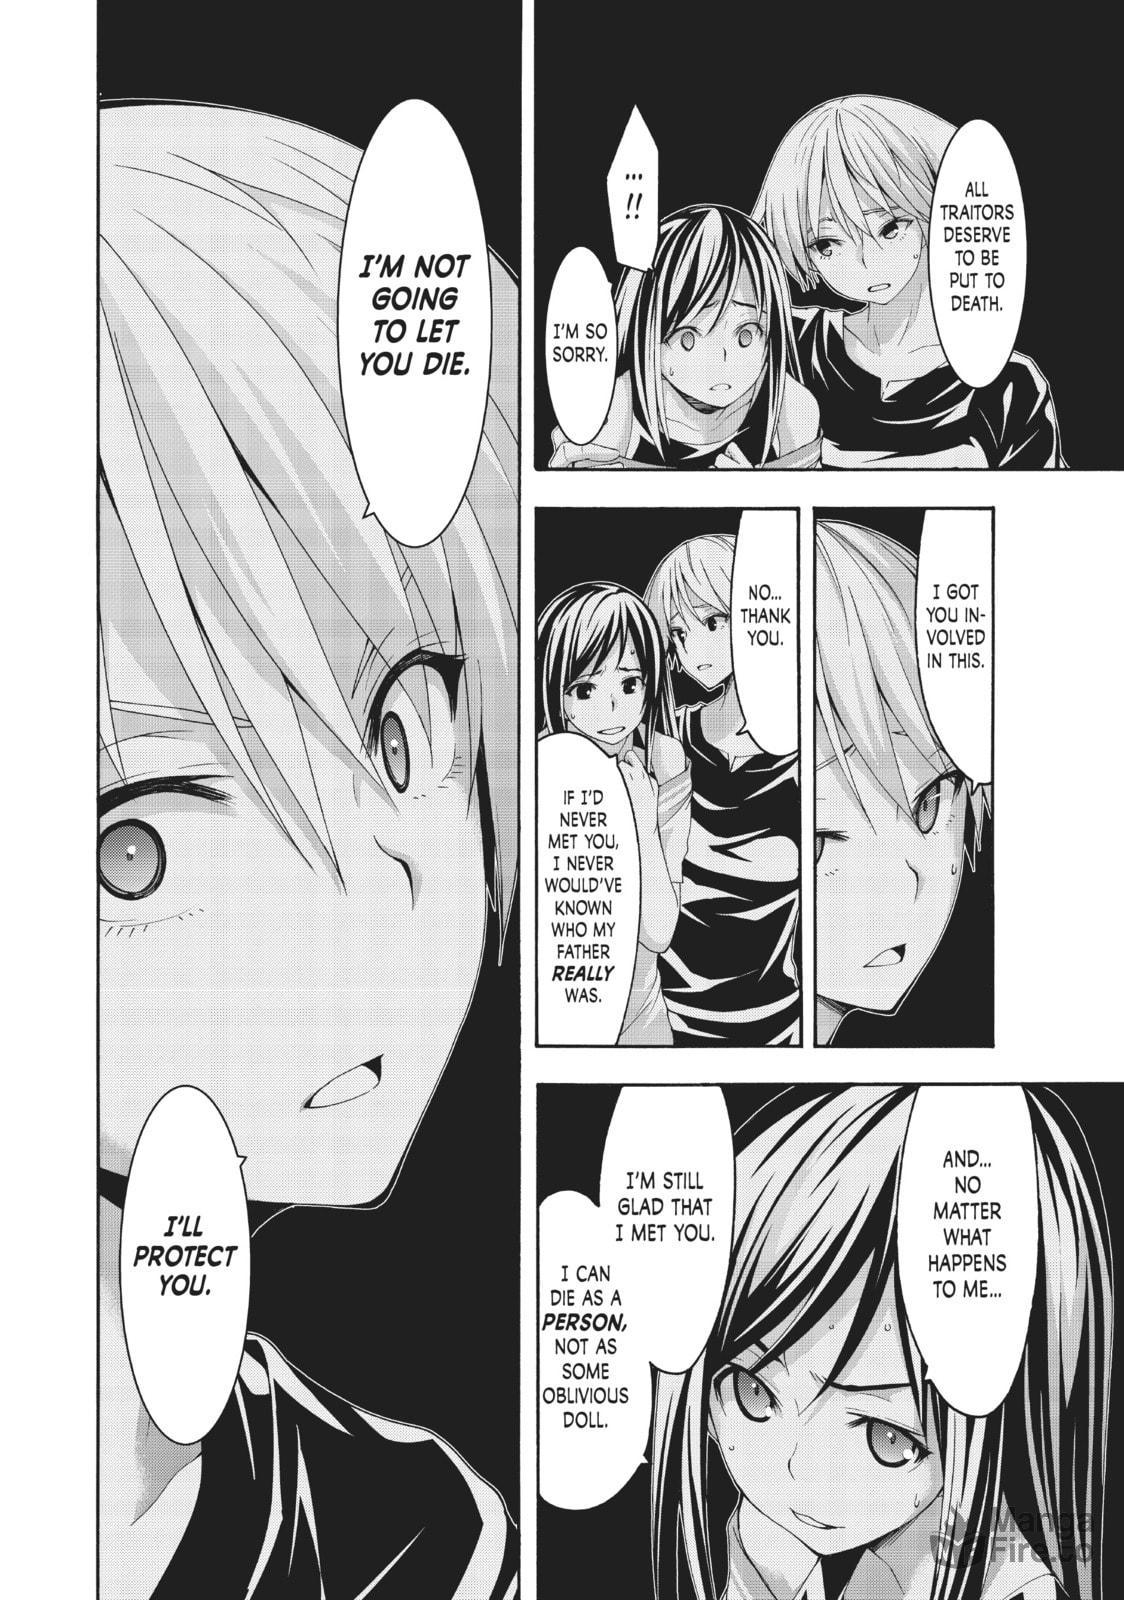 ALL
TRAITORS
DESERVE
TO BE
PUT TO
DEATH.
...
!!
I'M SO
SORRY.
I GOT
YOU IN-
VOLVED
IN THIS.
NO...
THANK
YOU.
IF I'D
NEVER
MET YOU,
I NEVER
WOULD'VE
KNOWN
WHO MY
FATHER
REALLY
WAS.
AND...
NO
MATTER
WHAT
HAPPENS
TO ME...
I'M STILL
GLAD THAT
I MET YOU.
I CAN
DIE AS A
PERSON,
NOT AS
SOME
OBLIVIOUS
DOLL.
I'M NOT
GOING
TO LET
YOU DIE.
I'LL
PROTECT
YOU.
Manga
Fire.to